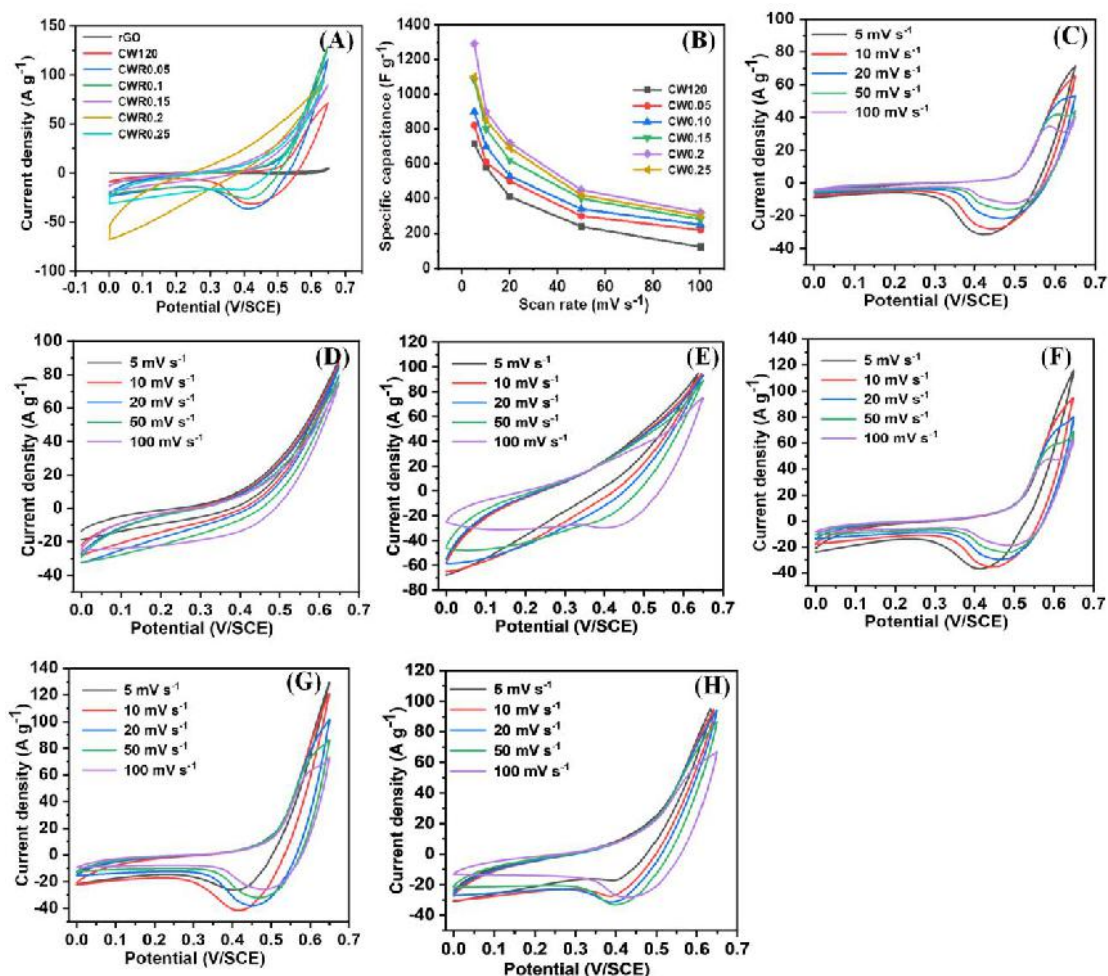 (A)
rGO
CW120
CWR0.05
CWR0.1
CWR0.15
CWR0.2
CWR0.25
Current density (A g⁻¹)
150
125
100
75
50
25
0
-50
-100
-0.1 0.0 0.1 0.2 0.3 0.4 0.5 0.6 0.7
Potential (V/SCE)
(B)
CW120
CW0.05
CW0.10
CW0.15
CW0.2
CW0.25
Specific capacitance (F g⁻¹)
1400
1200
1000
800
600
400
200
0
0 20 40 60 80 100
Scan rate (mV s⁻¹)
(C)
5 mV s⁻¹
10 mV s⁻¹
20 mV s⁻¹
50 mV s⁻¹
100 mV s⁻¹
Current density (A g⁻¹)
100
80
60
40
20
0
-20
-40
0.0 0.1 0.2 0.3 0.4 0.5 0.6 0.7
Potential (V/SCE)
(D)
5 mV s⁻¹
10 mV s⁻¹
20 mV s⁻¹
50 mV s⁻¹
100 mV s⁻¹
Current density (A g⁻¹)
100
80
60
40
20
0
-20
-40
0.0 0.1 0.2 0.3 0.4 0.5 0.6 0.7
Potential (V/SCE)
(E)
5 mV s⁻¹
10 mV s⁻¹
20 mV s⁻¹
50 mV s⁻¹
100 mV s⁻¹
Current density (A g⁻¹)
120
100
80
60
40
20
0
-20
-40
-60
-80
0.0 0.1 0.2 0.3 0.4 0.5 0.6 0.7
Potential (V/SCE)
(F)
5 mV s⁻¹
10 mV s⁻¹
20 mV s⁻¹
50 mV s⁻¹
100 mV s⁻¹
Current density (A g⁻¹)
140
120
100
80
60
40
20
0
-20
-40
0.0 0.1 0.2 0.3 0.4 0.5 0.6 0.7
Potential (V/SCE)
(G)
5 mV s⁻¹
10 mV s⁻¹
20 mV s⁻¹
50 mV s⁻¹
100 mV s⁻¹
Current density (A g⁻¹)
140
120
100
80
60
40
20
0
-20
-40
0.0 0.1 0.2 0.3 0.4 0.5 0.6 0.7
Potential (V/SCE)
(H)
5 mV s⁻¹
10 mV s⁻¹
20 mV s⁻¹
50 mV s⁻¹
100 mV s⁻¹
Current density (A g⁻¹)
120
100
80
60
40
20
0
-20
-40
0.0 0.1 0.2 0.3 0.4 0.5 0.6 0.7
Potential (V/SCE)